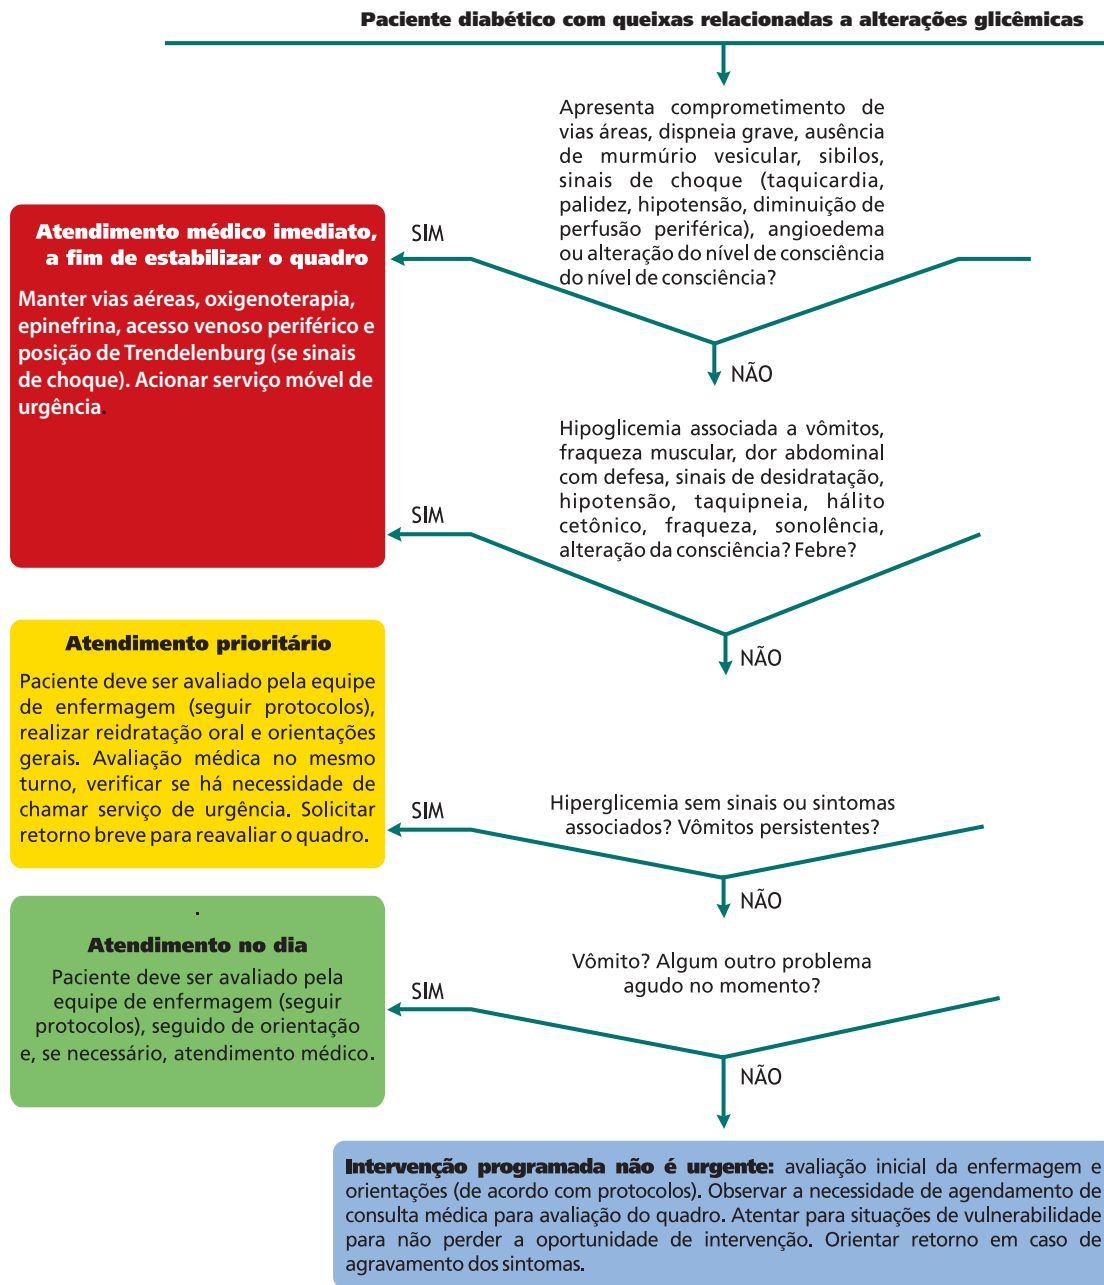 Paciente diabético com queixas relacionadas a alterações glicêmicas
Apresenta comprometimento de
vias áreas, dispneia grave, ausência
de murmúrio vesicular, sibilos,
sinais de choque (taquicardia,
palidez, hipotensão, diminuição de
perfusão periférica), angioedema
ou alteração do nível de consciência
do nível de consciência?
SIM
Atendimento médico imediato,
a fim de estabilizar o quadro
Manter vias aéreas, oxigenoterapia,
epinefrina, acesso venoso periférico e
posição de Trendelenburg (se sinais
de choque). Acionar serviço móvel de
urgência.
NÃO
Hipoglicemia associada a vômitos,
fraqueza muscular, dor abdominal
com defesa, sinais de desidratação,
hipotensão, taquipneia, hálito
cetônico, fraqueza, sonolência,
alteração da consciência? Febre?
SIM
NÃO
Hiperglicemia sem sinais ou sintomas
associados? Vômitos persistentes?
SIM
Atendimento prioritário
Paciente deve ser avaliado pela equipe
de enfermagem (seguir protocolos),
realizar reidratação oral e orientações
gerais. Avaliação médica no mesmo
turno, verificar se há necessidade de
chamar serviço de urgência. Solicitar
retorno breve para reavaliar o quadro.
NÃO
Vômito? Algum outro problema
agudo no momento?
SIM
.
Atendimento no dia
Paciente deve ser avaliado pela
equipe de enfermagem (seguir
protocolos), seguido de orientação
e, se necessário, atendimento médico.
NÃO
Intervenção programada não é urgente: avaliação inicial da enfermagem e
orientações (de acordo com protocolos). Observar a necessidade de agendamento de
consulta médica para avaliação do quadro. Atentar para situações de vulnerabilidade
para não perder a oportunidade de intervenção. Orientar retorno em caso de
agravamento dos sintomas.